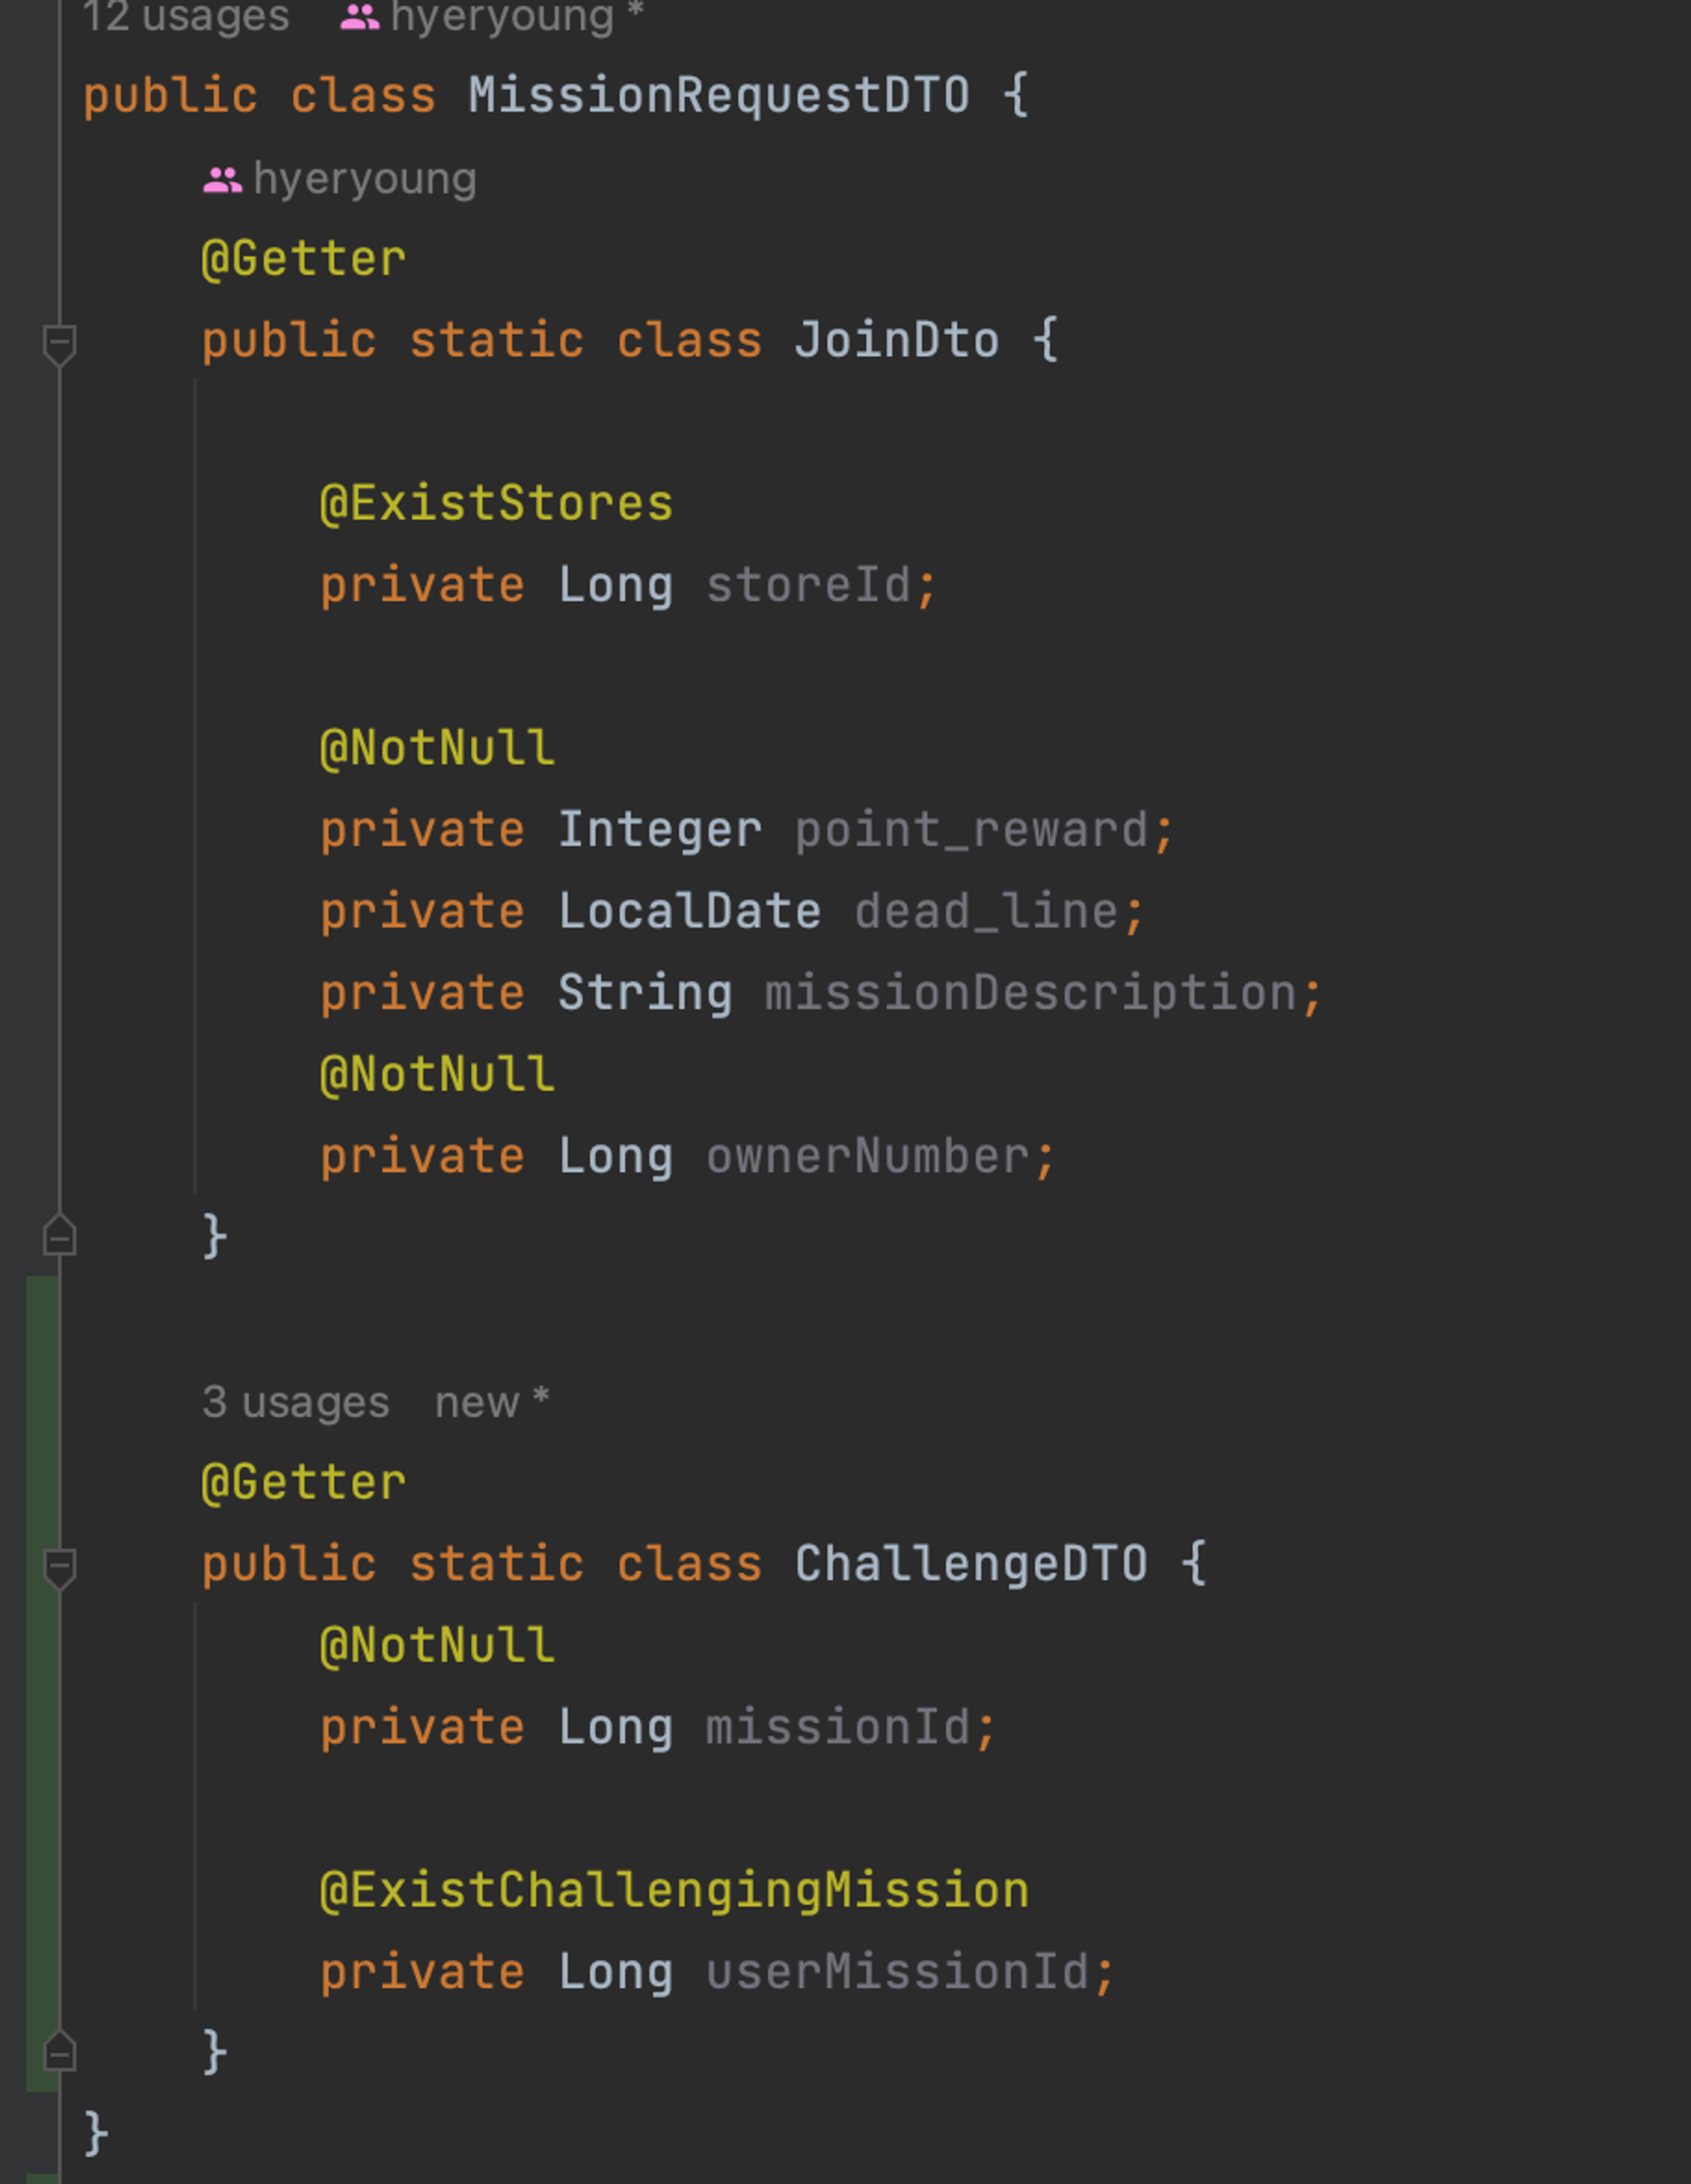 12 usages hyeryoung *
public class MissionRequestDTO {
hyeryoung
@Getter
public static class JoinDto {
@ExistStores
private Long storeId;
@NotNull
private Integer point_reward;
private LocalDate dead_line;
private String missionDescription;
@NotNull
private Long ownerNumber;
}
3 usages new *
@Getter
public static class ChallengeDTO {
@NotNull
private Long missionId;
@ExistChallengingMission
private Long userMissionId;
}
}